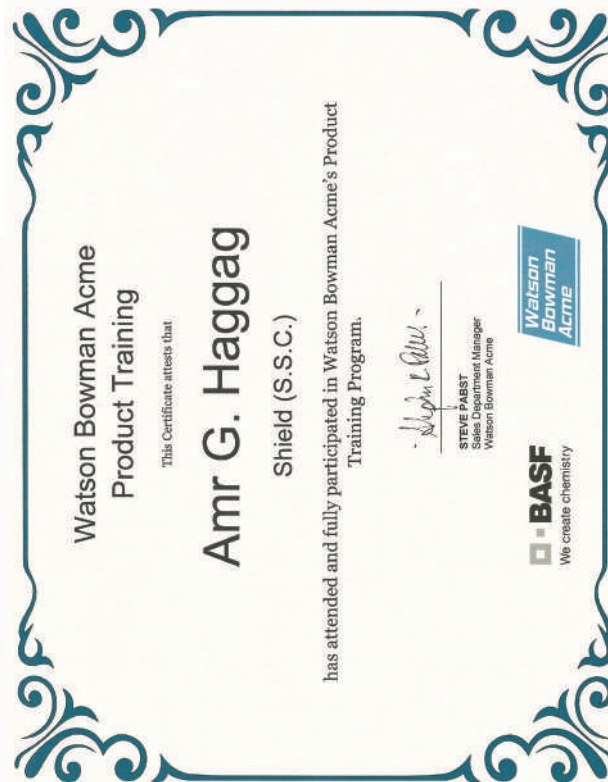 Watson Bowman Acme
Product Training
This Certificate attests that
Amr G. Haggag
Shield (S.S.C.)
has attended and fully participated in Watson Bowman Acme's Product
Training Program.
STEVE PABST
Sales Department Manager
Watson Bowman Acme
BASF
We create chemistry
Watson
Bowman
Acme